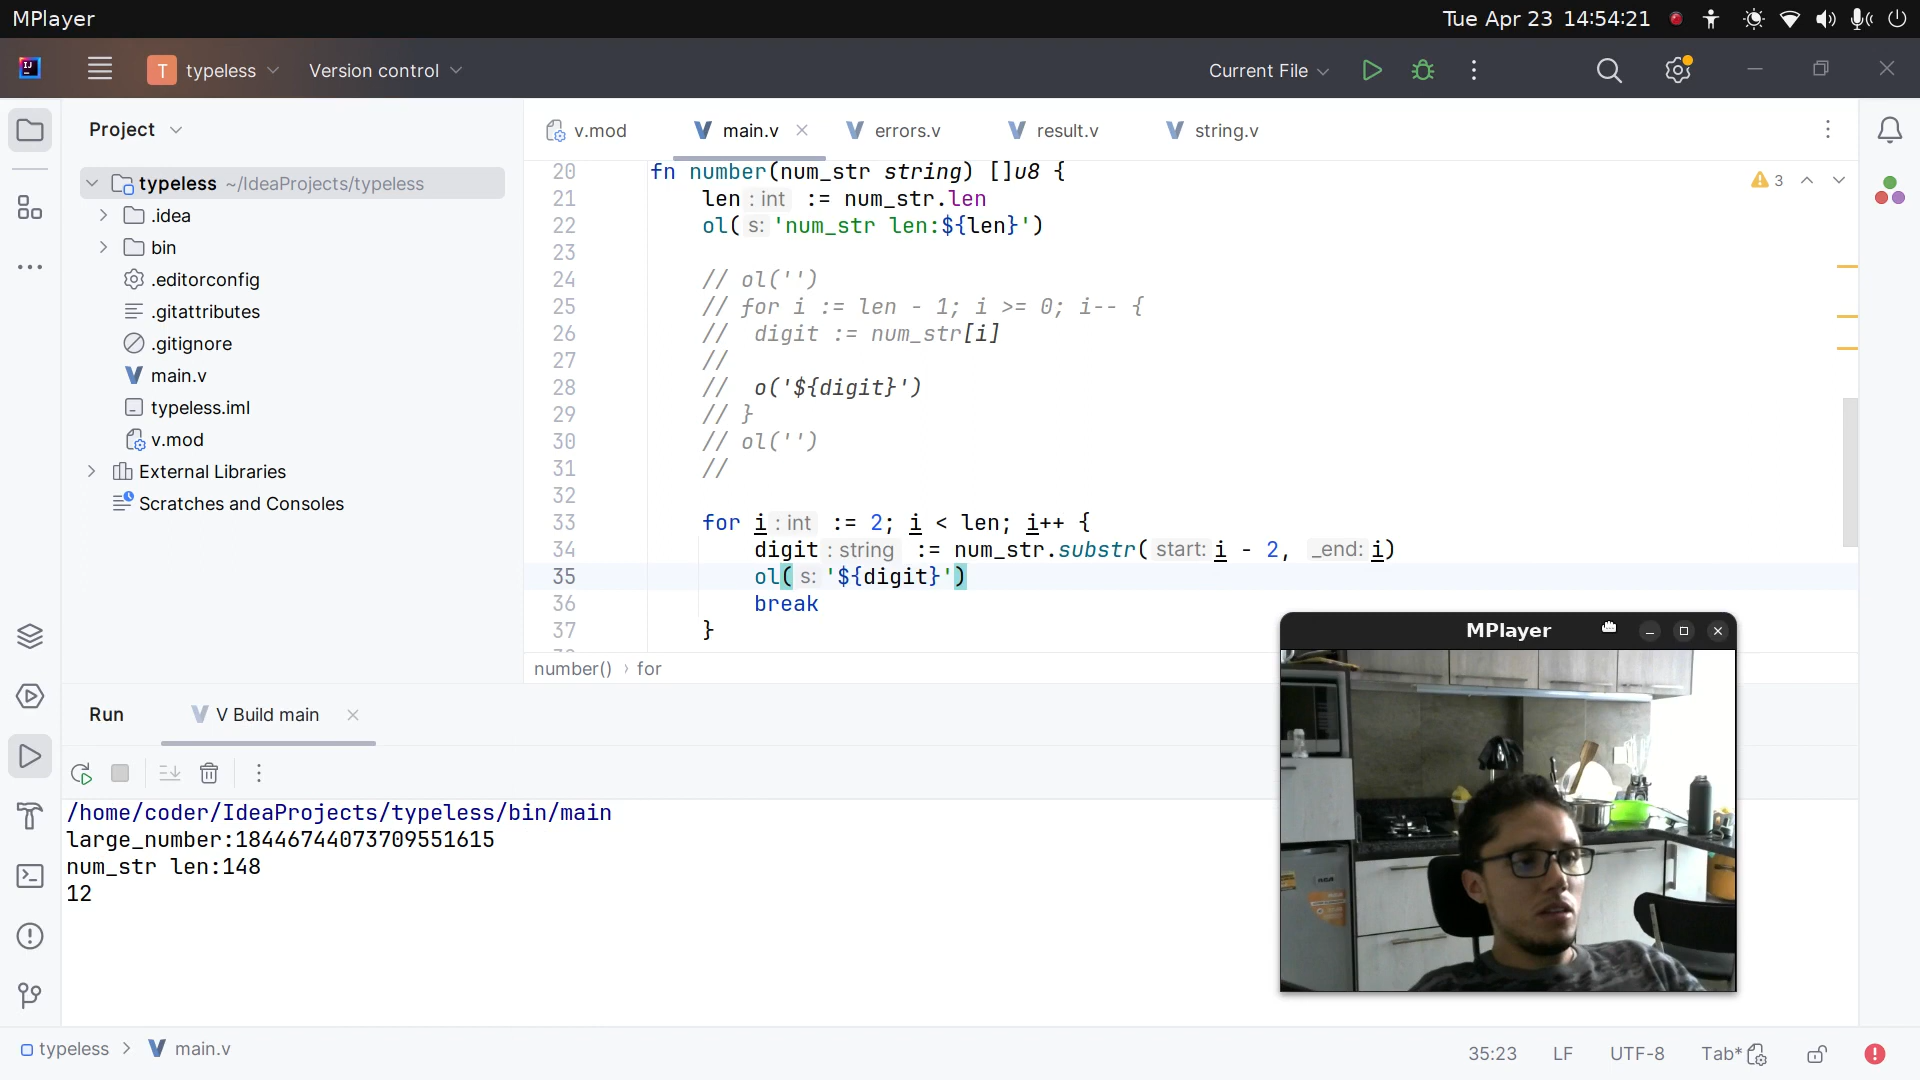 MPlayer
Tue Apr 23 14:54:21
T typeless Version control
Current File
Project
v.mod main.v errors.v result.v string.v
typeless ~/IdeaProjects/typeless
.idea
bin
.editorconfig
.gitattributes
.gitignore
main.v
typeless.iml
v.mod
External Libraries
Scratches and Consoles
3
20 fn number(num_str string) []u8 {
21 len : int := num_str.len
22 ol( s: 'num_str len:${len}')
23
24 // ol('')
25 // for i := len - 1; i >= 0; i-- {
26 // digit := num_str[i]
27 //
28 // o('${digit}')
29 // }
30 // ol('')
31 //
32
33 for i : int := 2; i < len; i++ {
34 digit : string := num_str.substr( start: i - 2, _end: i)
35 ol( s: '${digit}')
36 break
37 }
number() › for
Run V Build main
/home/coder/IdeaProjects/typeless/bin/main
large_number:18446744073709551615
num_str len:148
12
MPlayer
typeless > main.v
35:23 LF UTF-8 Tab*